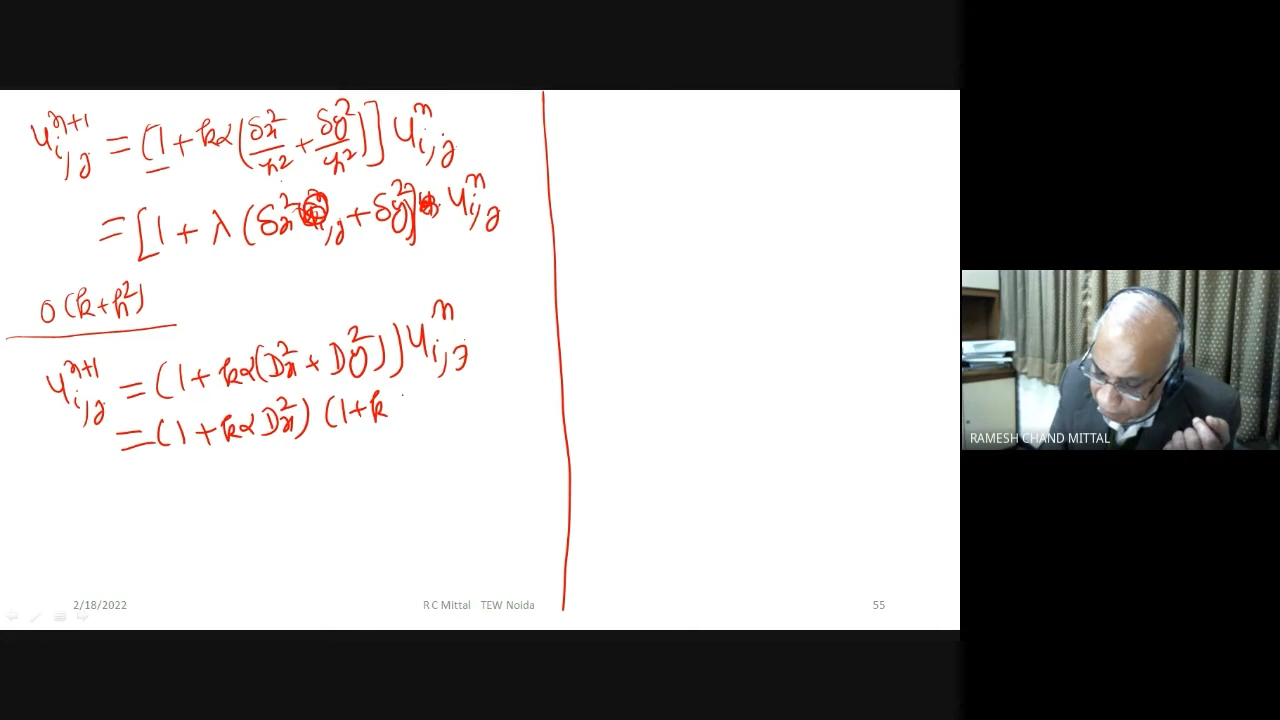 u_{i,j}^{n+1} = [1 + kα(δx²/h² + δy²/h²)] u_{i,j}^n
= [1 + λ(δx² + δy²)] u_{i,j}^n
O(k+h²)
u_{i,j}^{n+1} = (1 + kα(Dx² + Dy²)) u_{i,j}^n
= (1 + kα Dx²) (1+k
RAMESH CHAND MITTAL
2/18/2022 R C Mittal TEW Noida 55